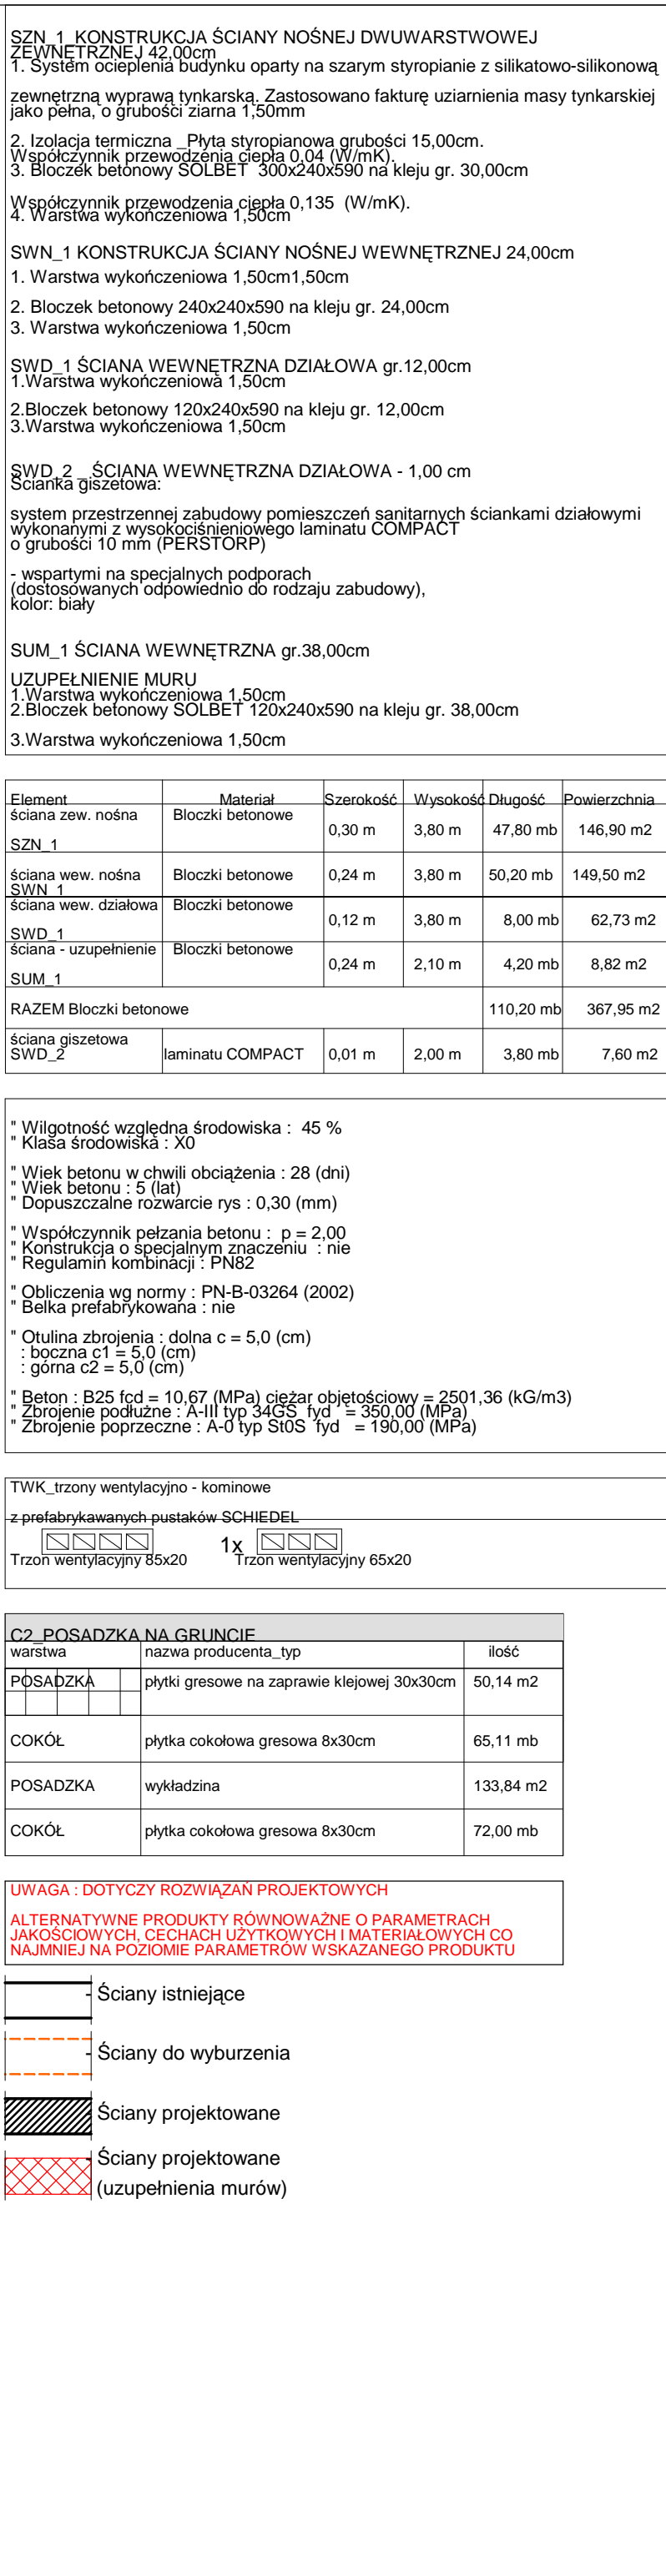 SZN_1_KONSTRUKCJA ŚCIANY NOŚNEJ DWUWARSTWOWEJ
ZEWNĘTRZNEJ 42,00cm
1. System ocieplenia budynku oparty na szarym styropianie z silikatowo-silikonową
zewnętrzną wyprawą tynkarską. Zastosowano fakturę uziarnienia masy tynkarskiej
jako pełna, o grubości ziarna 1,50mm
2. Izolacja termiczna _Płyta styropianowa grubości 15,00cm.
Współczynnik przewodzenia ciepła 0,04 (W/mK).
3. Bloczek betonowy SOLBET 300x240x590 na kleju gr. 30,00cm
Współczynnik przewodzenia ciepła 0,135 (W/mK).
4. Warstwa wykończeniowa 1,50cm
SWN_1 KONSTRUKCJA ŚCIANY NOŚNEJ WEWNĘTRZNEJ 24,00cm
1. Warstwa wykończeniowa 1,50cm1,50cm
2. Bloczek betonowy 240x240x590 na kleju gr. 24,00cm
3. Warstwa wykończeniowa 1,50cm
SWD_1 ŚCIANA WEWNĘTRZNA DZIAŁOWA gr.12,00cm
1.Warstwa wykończeniowa 1,50cm
2.Bloczek betonowy 120x240x590 na kleju gr. 12,00cm
3.Warstwa wykończeniowa 1,50cm
SWD_2 _ ŚCIANA WEWNĘTRZNA DZIAŁOWA - 1,00 cm
Ścianka giszetowa:
system przestrzennej zabudowy pomieszczeń sanitarnych ściankami działowymi
wykonanymi z wysokociśnieniowego laminatu COMPACT
o grubości 10 mm (PERSTORP)
- wspartymi na specjalnych podporach
(dostosowanych odpowiednio do rodzaju zabudowy),
kolor: biały
SUM_1 ŚCIANA WEWNĘTRZNA gr.38,00cm
UZUPEŁNIENIE MURU
1.Warstwa wykończeniowa 1,50cm
2.Bloczek betonowy SOLBET 120x240x590 na kleju gr. 38,00cm
3.Warstwa wykończeniowa 1,50cm
Element Materiał Szerokość Wysokość Długość Powierzchnia
ściana zew. nośna Bloczki betonowe
0,30 m 3,80 m 47,80 mb 146,90 m2
SZN_1
ściana wew. nośna Bloczki betonowe 0,24 m 3,80 m 50,20 mb 149,50 m2
SWN_1
ściana wew. działowa Bloczki betonowe
0,12 m 3,80 m 8,00 mb 62,73 m2
SWD_1
ściana - uzupełnienie Bloczki betonowe
0,24 m 2,10 m 4,20 mb 8,82 m2
SUM_1
RAZEM Bloczki betonowe 110,20 mb 367,95 m2
ściana giszetowa
SWD_2 laminatu COMPACT 0,01 m 2,00 m 3,80 mb 7,60 m2
" Wilgotność względna środowiska : 45 %
" Klasa środowiska : X0
" Wiek betonu w chwili obciążenia : 28 (dni)
" Wiek betonu : 5 (lat)
" Dopuszczalne rozwarcie rys : 0,30 (mm)
" Współczynnik pełzania betonu : p = 2,00
" Konstrukcja o specjalnym znaczeniu : nie
" Regulamin kombinacji : PN82
" Obliczenia wg normy : PN-B-03264 (2002)
" Belka prefabrykowana : nie
" Otulina zbrojenia : dolna c = 5,0 (cm)
: boczna c1 = 5,0 (cm)
: górna c2 = 5,0 (cm)
" Beton : B25 fcd = 10,67 (MPa) ciężar objętościowy = 2501,36 (kG/m3)
" Zbrojenie podłużne : A-III typ 34GS fyd = 350,00 (MPa)
" Zbrojenie poprzeczne : A-0 typ St0S fyd = 190,00 (MPa)
TWK_trzony wentylacyjno - kominowe
z prefabrykawanych pustaków SCHIEDEL
1x
Trzon wentylacyjny 85x20 Trzon wentylacyjny 65x20
C2_POSADZKA NA GRUNCIE
warstwa nazwa producenta_typ ilość
POSADZKA płytki gresowe na zaprawie klejowej 30x30cm 50,14 m2
COKÓŁ płytka cokołowa gresowa 8x30cm 65,11 mb
POSADZKA wykładzina 133,84 m2
COKÓŁ płytka cokołowa gresowa 8x30cm 72,00 mb
UWAGA : DOTYCZY ROZWIĄZAŃ PROJEKTOWYCH
ALTERNATYWNE PRODUKTY RÓWNOWAŻNE O PARAMETRACH
JAKOŚCIOWYCH, CECHACH UŻYTKOWYCH I MATERIAŁOWYCH CO
NAJMNIEJ NA POZIOMIE PARAMETRÓW WSKAZANEGO PRODUKTU
- Ściany istniejące
- Ściany do wyburzenia
- Ściany projektowane
- Ściany projektowane
(uzupełnienia murów)